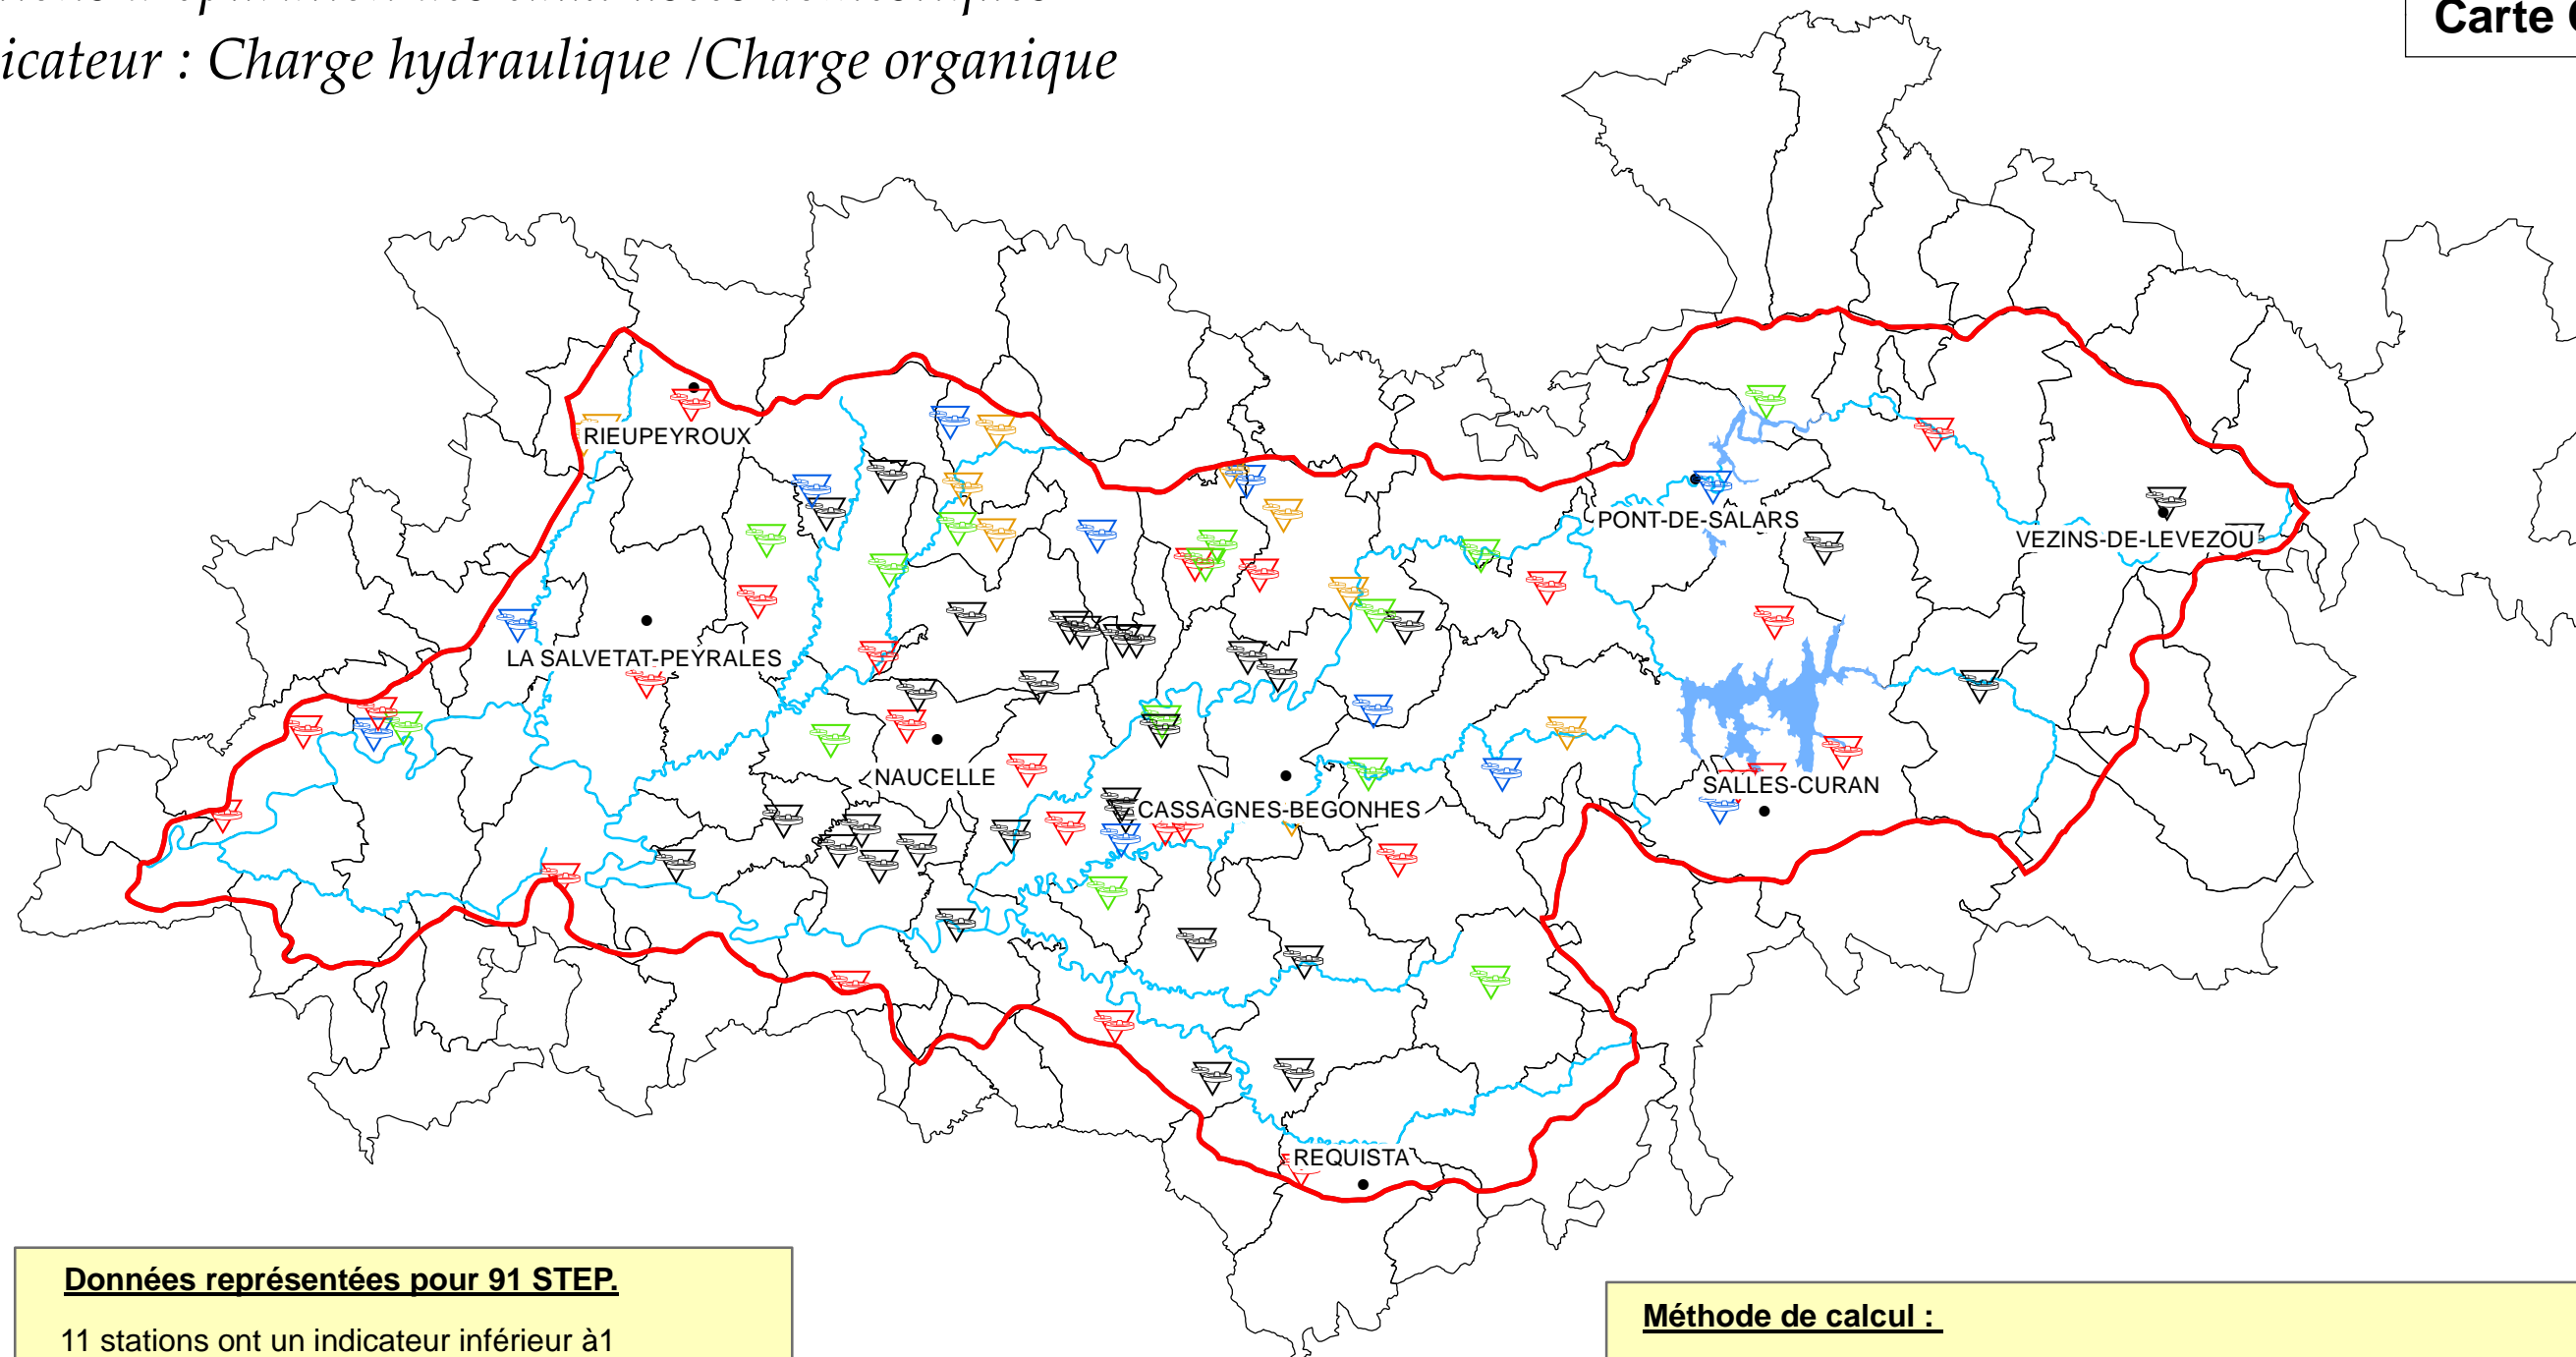 icateur : Charge hydraulique /Charge organique
Carte
RIEUPEYROUX
PONT-DE-SALARS
VEZINS-DE-LEVEZOU
LA SALVETAT-PEYRALES
NAUCELLE
SALLES-CURAN
CASSAGNES-BEGONHES
REQUISTA
Données représentées pour 91 STEP.
11 stations ont un indicateur inférieur à1
Méthode de calcul :